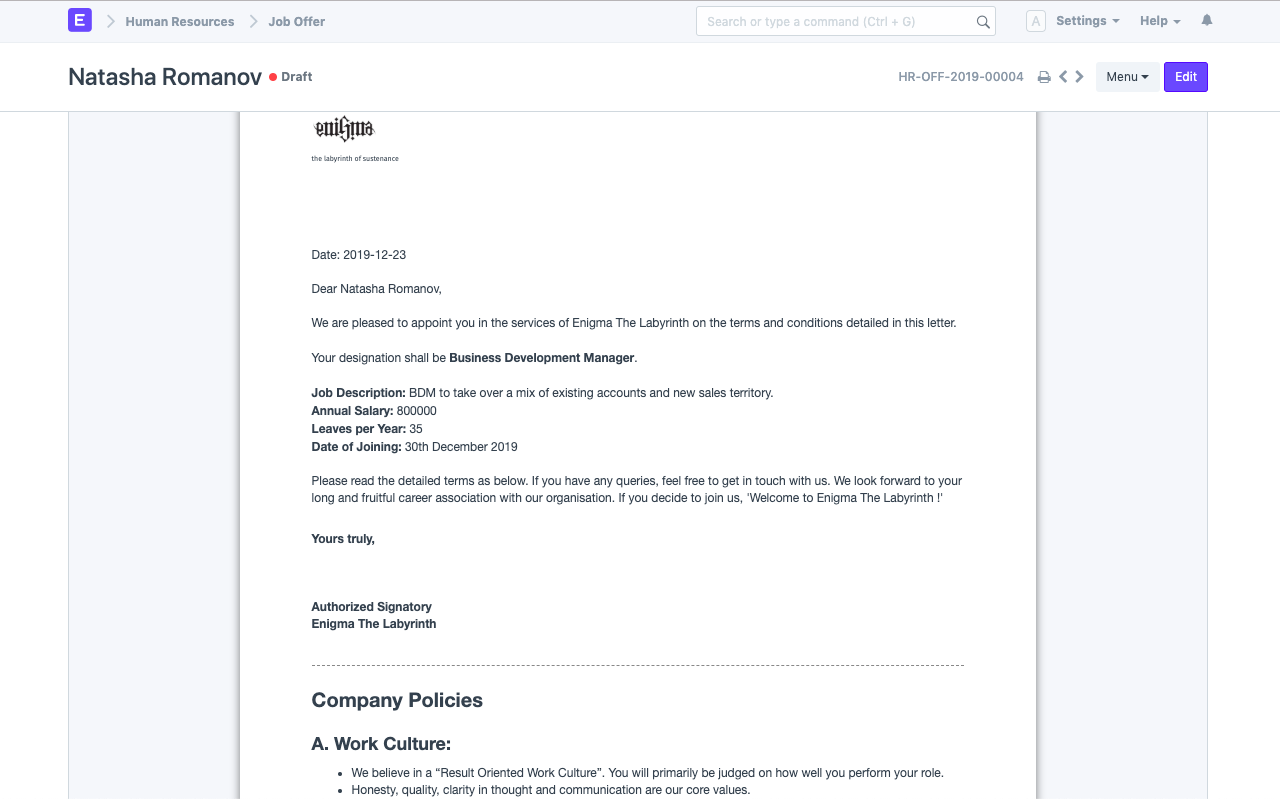 E Human Resources Job Offer Search or type a command (Ctrl + G) A Settings Help
Natasha Romanov Draft HR-OFF-2019-00004 Menu Edit
enigma
the labyrinth of sustenance
Date: 2019-12-23
Dear Natasha Romanov,
We are pleased to appoint you in the services of Enigma The Labyrinth on the terms and conditions detailed in this letter.
Your designation shall be Business Development Manager.
Job Description: BDM to take over a mix of existing accounts and new sales territory.
Annual Salary: 800000
Leaves per Year: 35
Date of Joining: 30th December 2019
Please read the detailed terms as below. If you have any queries, feel free to get in touch with us. We look forward to your
long and fruitful career association with our organisation. If you decide to join us, 'Welcome to Enigma The Labyrinth !'
Yours truly,
Authorized Signatory
Enigma The Labyrinth
Company Policies
A. Work Culture:
• We believe in a “Result Oriented Work Culture”. You will primarily be judged on how well you perform your role.
• Honesty, quality, clarity in thought and communication are our core values.